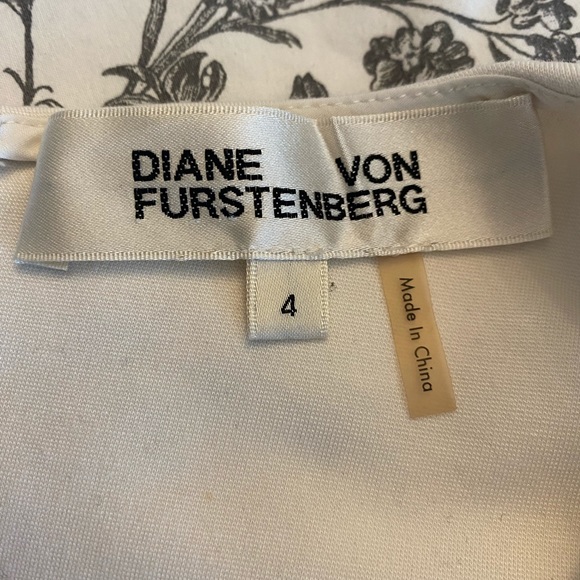 DIANE VON
FURSTENBERG
4
Made In China